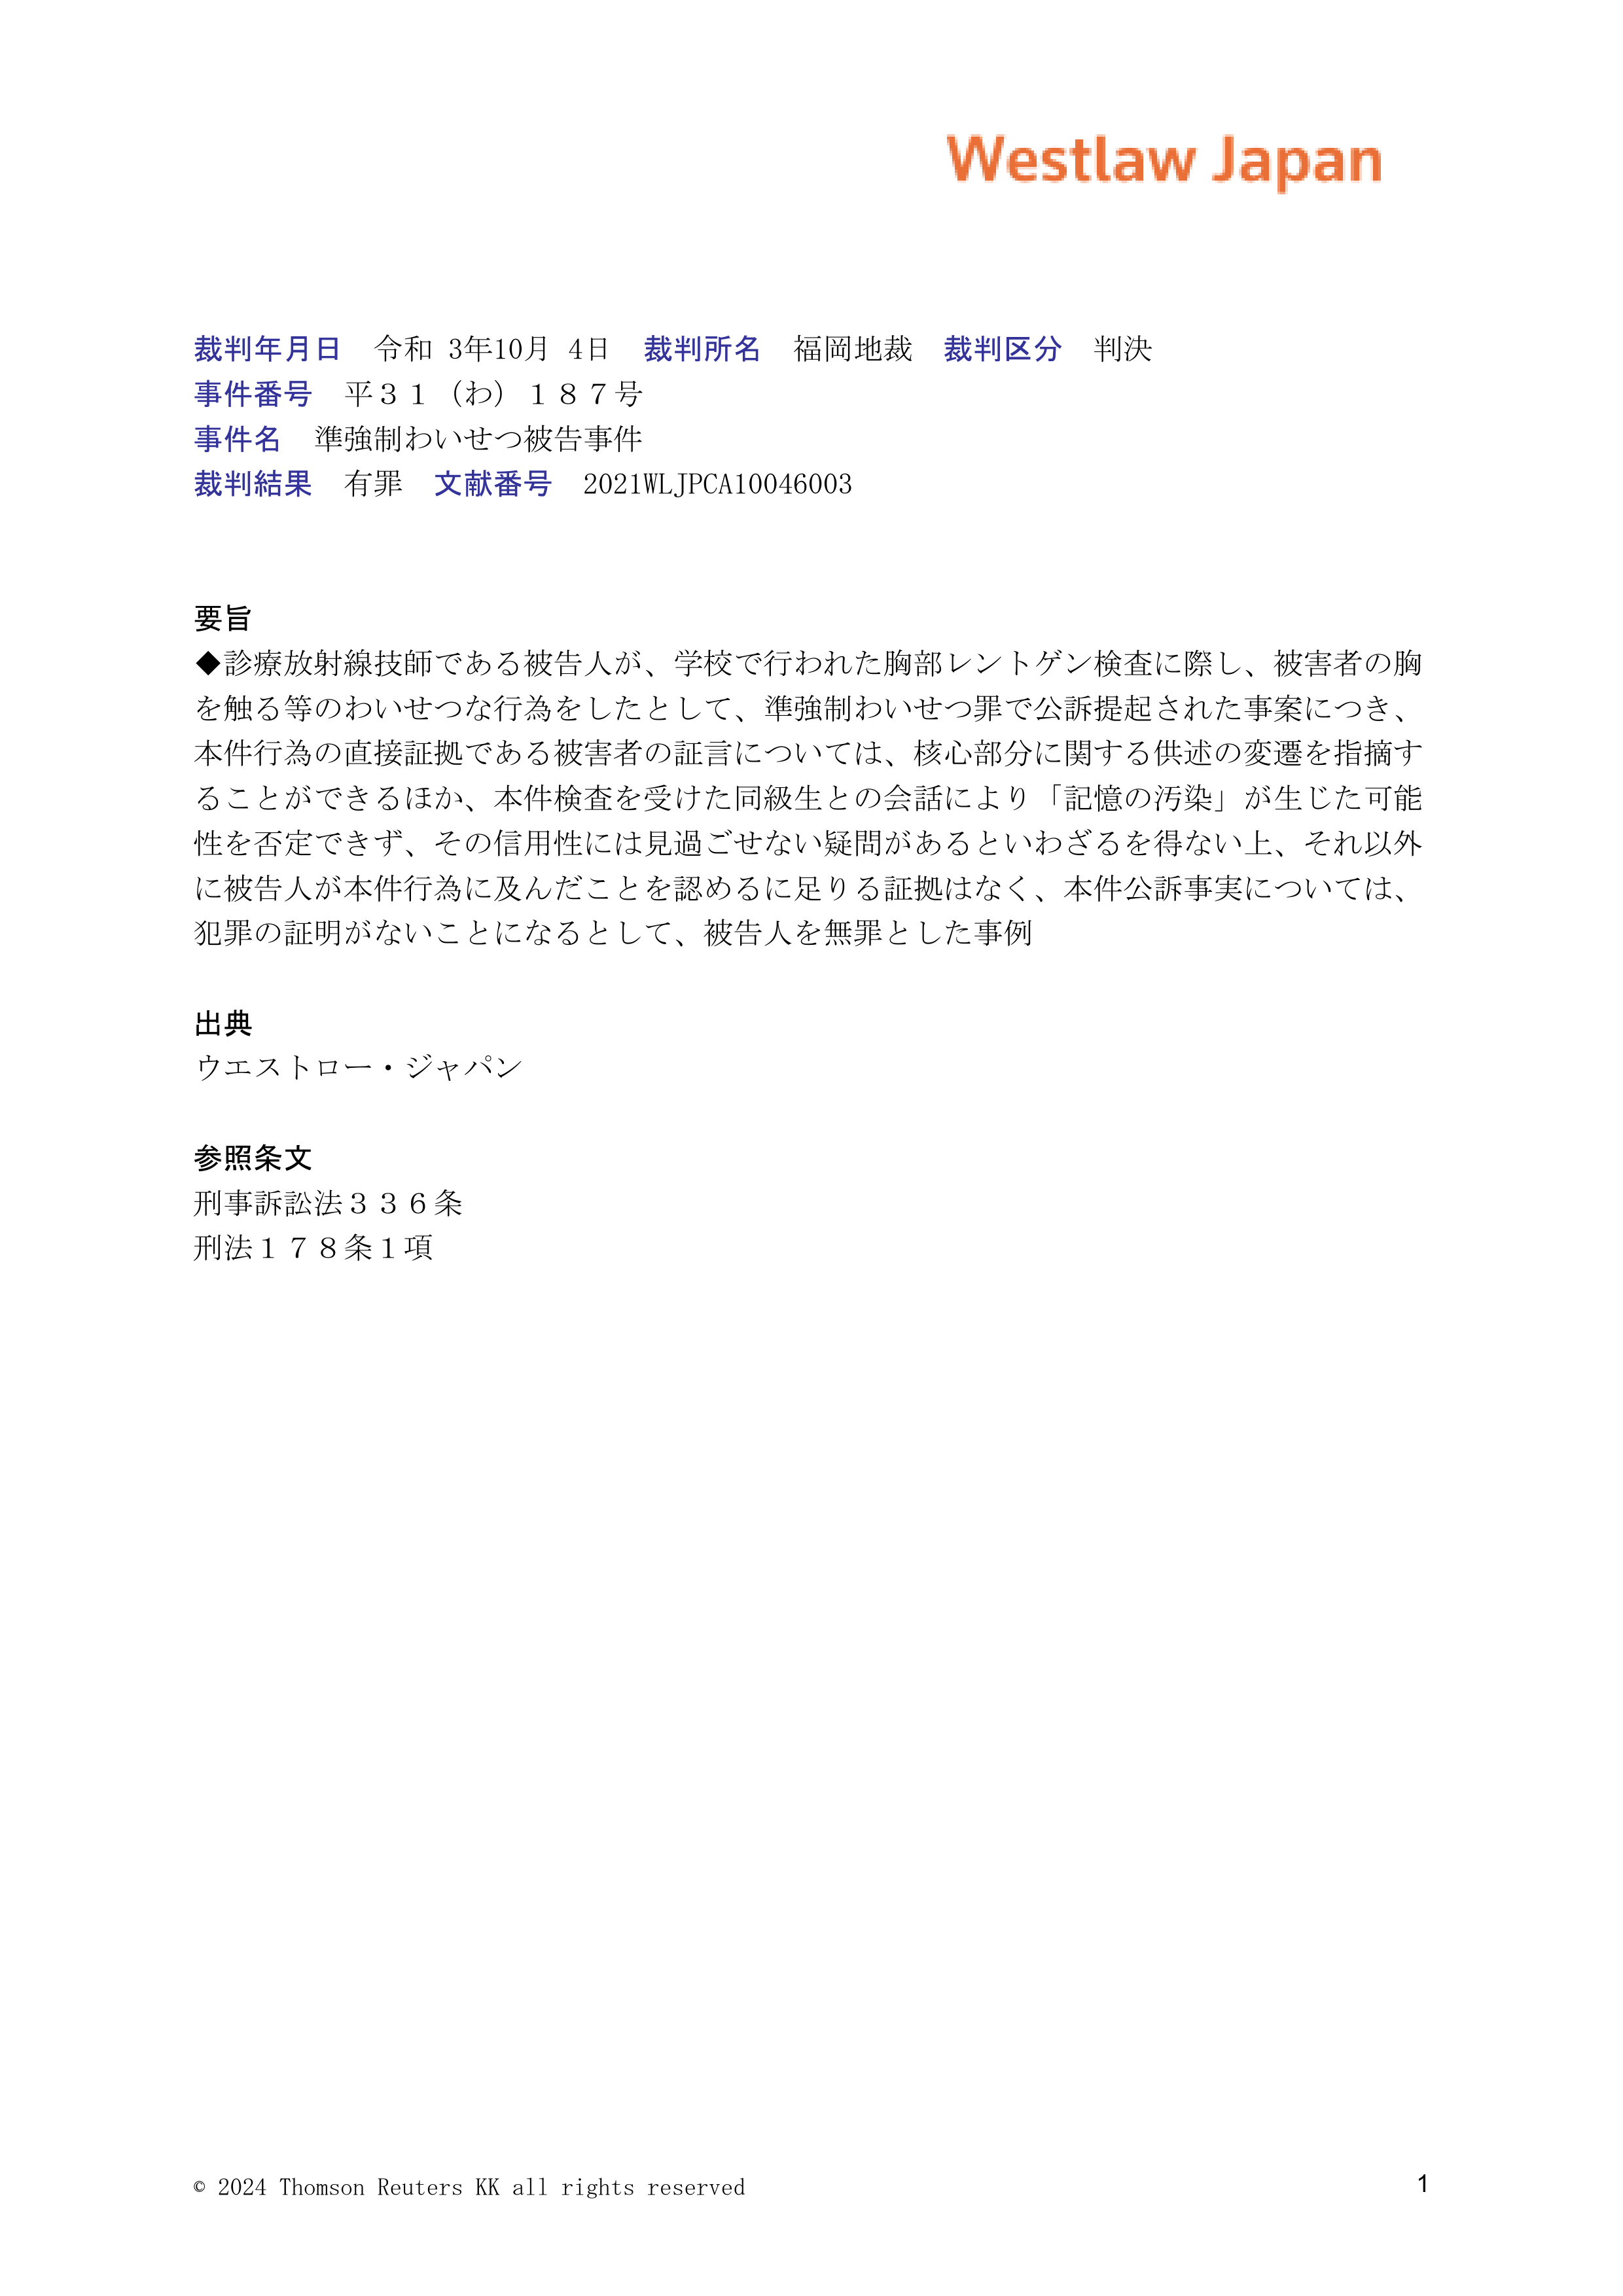 Westlaw Japan
裁判年月日　令和 3年10月 4日　裁判所名　福岡地裁　裁判区分　判決
事件番号　平３１（わ）１８７号
事件名　準強制わいせつ被告事件
裁判結果　有罪　文献番号　2021WLJPCA10046003
要旨
◆診療放射線技師である被告人が、学校で行われた胸部レントゲン検査に際し、被害者の胸
を触る等のわいせつな行為をしたとして、準強制わいせつ罪で公訴提起された事案につき、
本件行為の直接証拠である被害者の証言については、核心部分に関する供述の変遷を指摘す
ることができるほか、本件検査を受けた同級生との会話により「記憶の汚染」が生じた可能
性を否定できず、その信用性には見過ごせない疑問があるといわざるを得ない上、それ以外
に被告人が本件行為に及んだことを認めるに足りる証拠はなく、本件公訴事実については、
犯罪の証明がないことになるとして、被告人を無罪とした事例
出典
ウエストロー・ジャパン
参照条文
刑事訴訟法３３６条
刑法１７８条１項
© 2024 Thomson Reuters KK all rights reserved
1